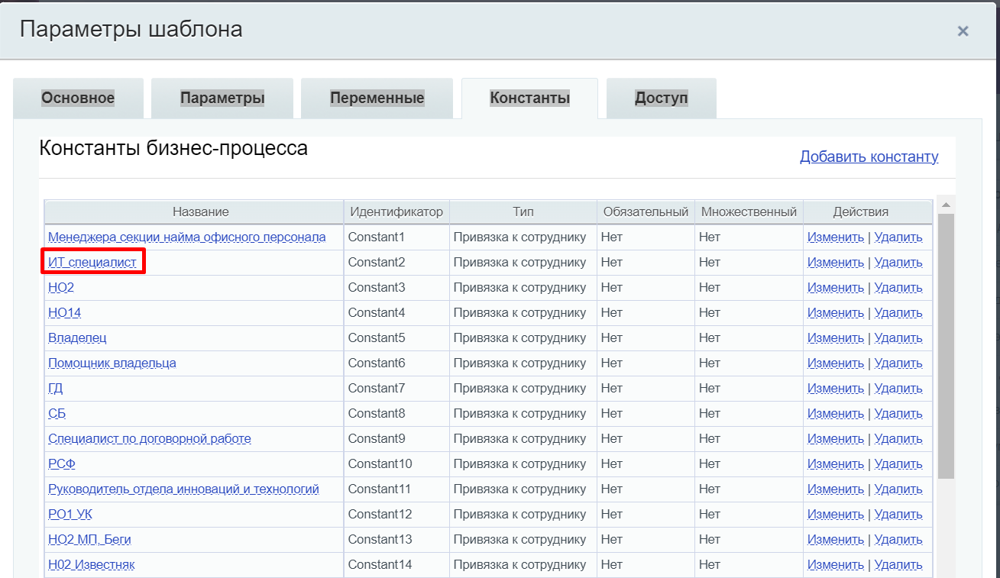 Параметры шаблона ×
Основное Параметры Переменные Константы Доступ
Константы бизнес-процесса
Добавить константу
Название Идентификатор Тип Обязательный Множественный Действия
Менеджера секции найма офисного персонала Constant1 Привязка к сотруднику Нет Нет Изменить | Удалить
ИТ специалист Constant2 Привязка к сотруднику Нет Нет Изменить | Удалить
НО2 Constant3 Привязка к сотруднику Нет Нет Изменить | Удалить
НО14 Constant4 Привязка к сотруднику Нет Нет Изменить | Удалить
Владелец Constant5 Привязка к сотруднику Нет Нет Изменить | Удалить
Помощник владельца Constant6 Привязка к сотруднику Нет Нет Изменить | Удалить
ГД Constant7 Привязка к сотруднику Нет Нет Изменить | Удалить
СБ Constant8 Привязка к сотруднику Нет Нет Изменить | Удалить
Специалист по договорной работе Constant9 Привязка к сотруднику Нет Нет Изменить | Удалить
РСФ Constant10 Привязка к сотруднику Нет Нет Изменить | Удалить
Руководитель отдела инноваций и технологий Constant11 Привязка к сотруднику Нет Нет Изменить | Удалить
РО1 УК Constant12 Привязка к сотруднику Нет Нет Изменить | Удалить
НО2 МП, Беги Constant13 Привязка к сотруднику Нет Нет Изменить | Удалить
Н02 Известняк Constant14 Привязка к сотруднику Нет Нет Изменить | Удалить